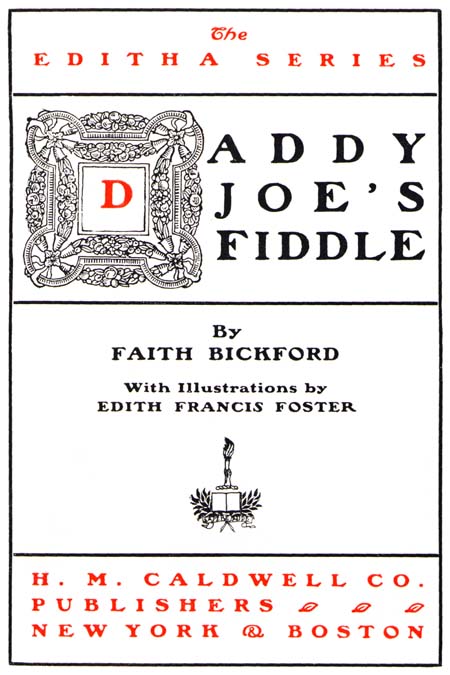 The
EDITHA SERIES
DADDY
JOE'S
FIDDLE
By
FAITH BICKFORD
With Illustrations by
EDITH FRANCIS FOSTER
H. M. CALDWELL CO.
PUBLISHERS
NEW YORK & BOSTON